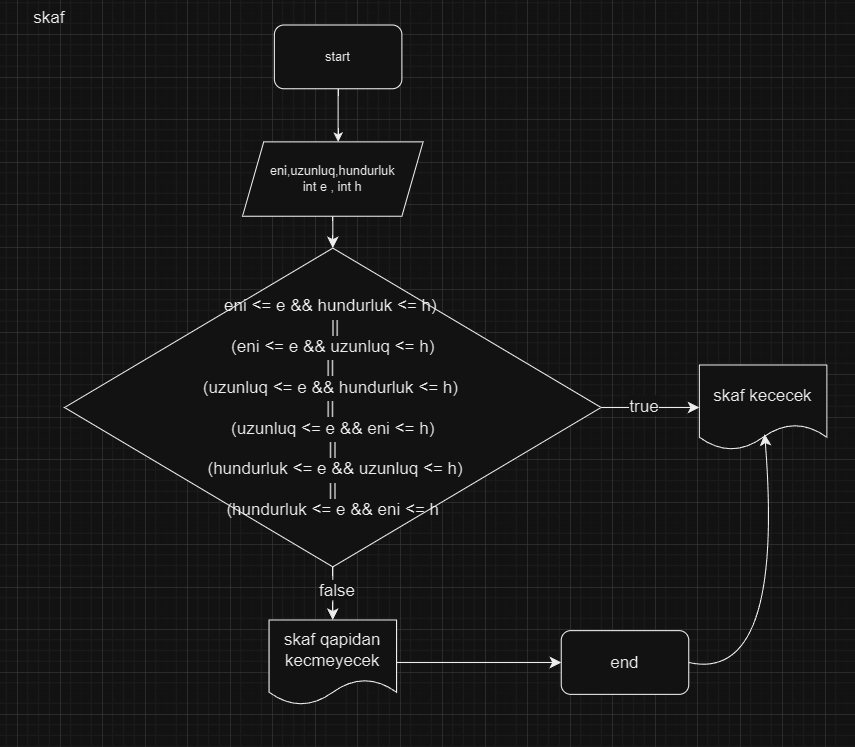 skaf
start
eni,uzunluq,hundurluk
int e , int h
eni <= e && hundurluk <= h)
||
(eni <= e && uzunluq <= h)
||
(uzunluq <= e && hundurluk <= h)
||
(uzunluq <= e && eni <= h)
||
(hundurluk <= e && uzunluq <= h)
||
(hundurluk <= e && eni <= h
true
skaf kececek
false
skaf qapidan
kecmeyecek
end